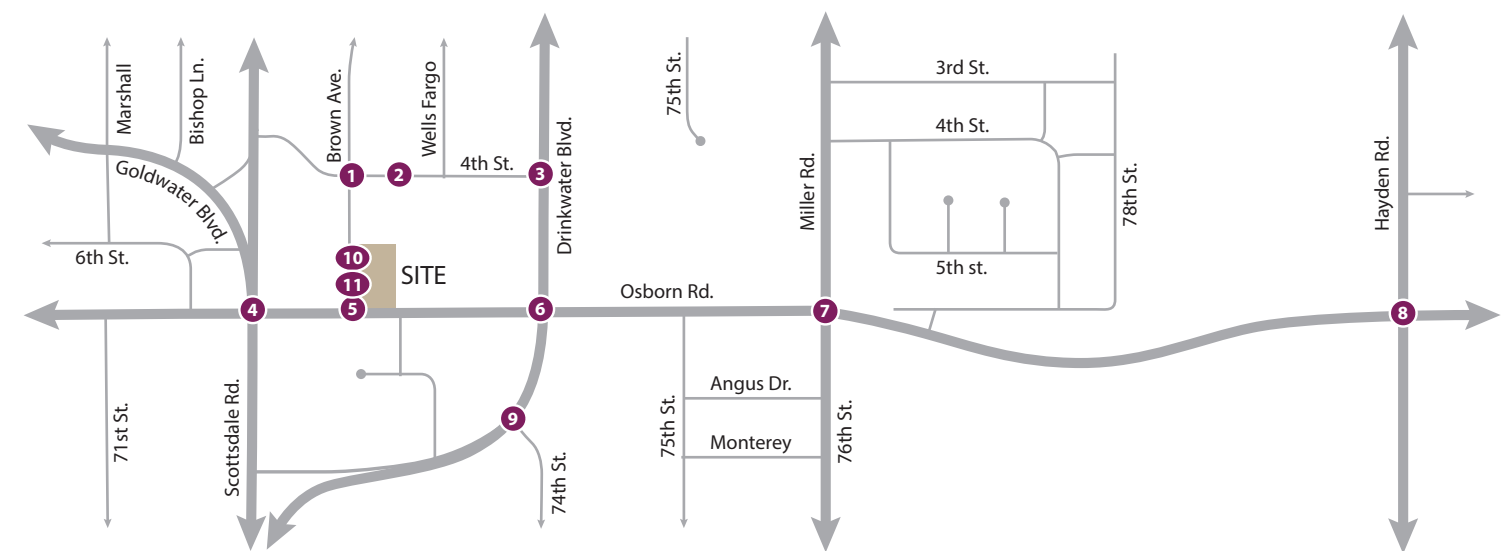 Marshall
Bishop Ln.
Brown Ave.
Wells Fargo
75th St.
3rd St.
4th St.
Goldwater Blvd.
1
2
4th St.
3
Drinkwater Blvd.
Miller Rd.
78th St.
Hayden Rd.
6th St.
10
11
SITE
5th st.
4
5
6
Osborn Rd.
7
8
71st St.
Scottsdale Rd.
9
74th St.
75th St.
Angus Dr.
Monterey
76th St.